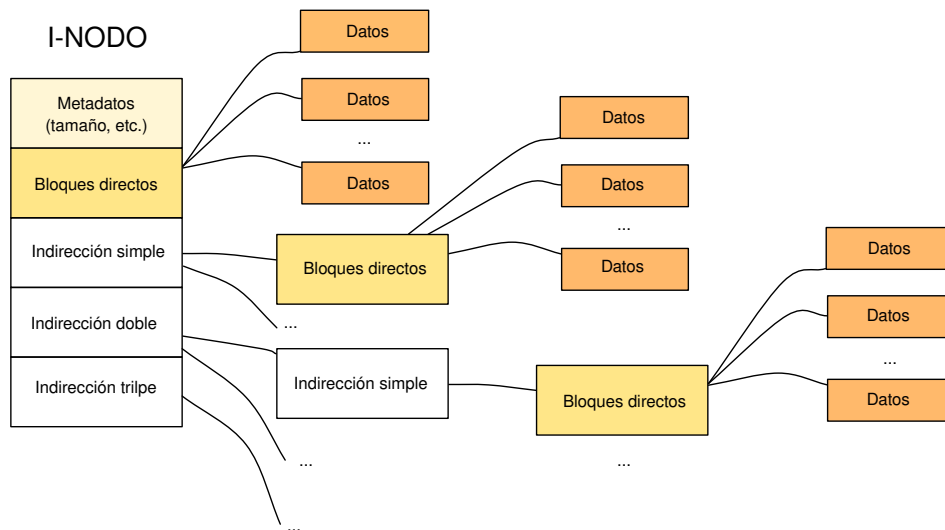 I-NODO
Metadatos
(tamaño, etc.)
Bloques directos
Indirección simple
Indirección doble
Indirección trilpe
Datos
Datos
...
Datos
Bloques directos
...
Indirección simple
...
...
Datos
Datos
...
Datos
Bloques directos
...
Datos
Datos
...
Datos